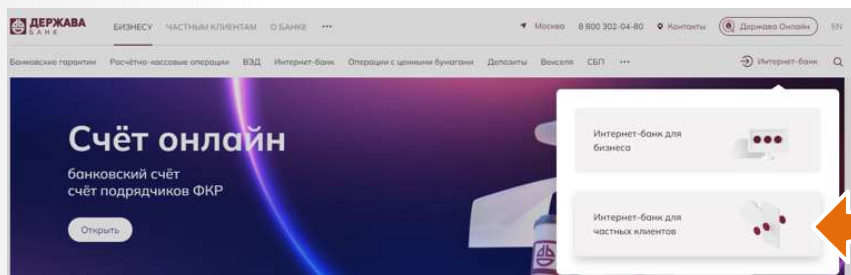 ДЕРЖАВА
БАНК
БИЗНЕСУ ЧАСТНЫМ КЛИЕНТАМ О БАНКЕ •••
Москва 8 800 302-04-80 Контакты Держава Онлайн EN
Банковские гарантии Расчётно-кассовые операции ВЭД Интернет-банк Операции с ценными бумагами Депозиты Векселя СБП ••• Интернет-банк
Счёт онлайн
банковский счёт
счёт подрядчиков ФКР
Открыть
Интернет-банк для
бизнеса
Интернет-банк для
частных клиентов